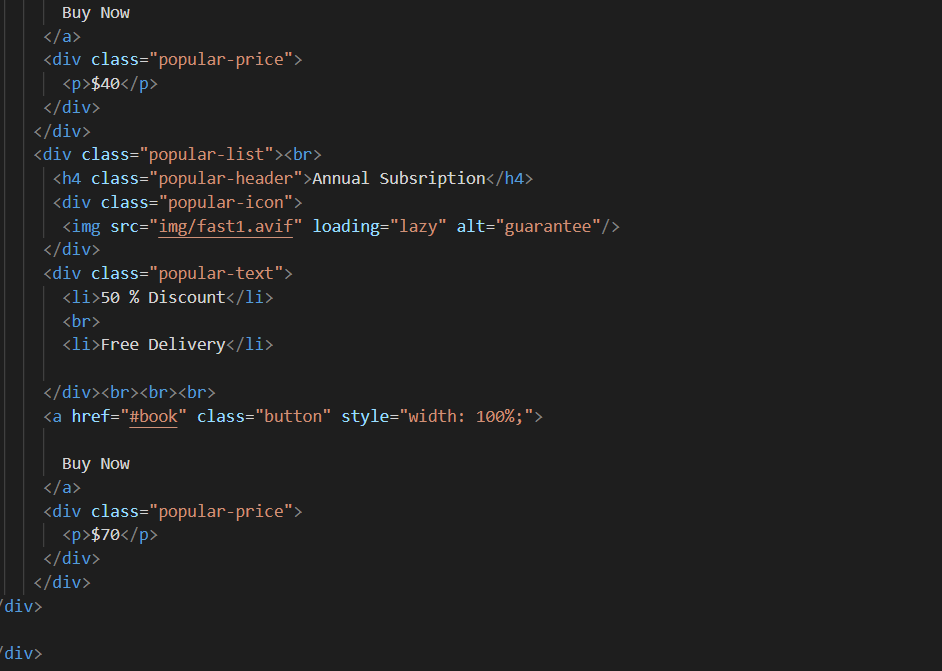 Buy Now
</a>
<div class="popular-price">
<p>$40</p>
</div>
</div>
<div class="popular-list"><br>
<h4 class="popular-header">Annual Subsription</h4>
<div class="popular-icon">
<img src="img/fast1.avif" loading="lazy" alt="guarantee"/>
</div>
<div class="popular-text">
<li>50 % Discount</li>
<br>
<li>Free Delivery</li>
</div><br><br><br>
<a href="#book" class="button" style="width: 100%;">
Buy Now
</a>
<div class="popular-price">
<p>$70</p>
</div>
</div>
/div>
/div>